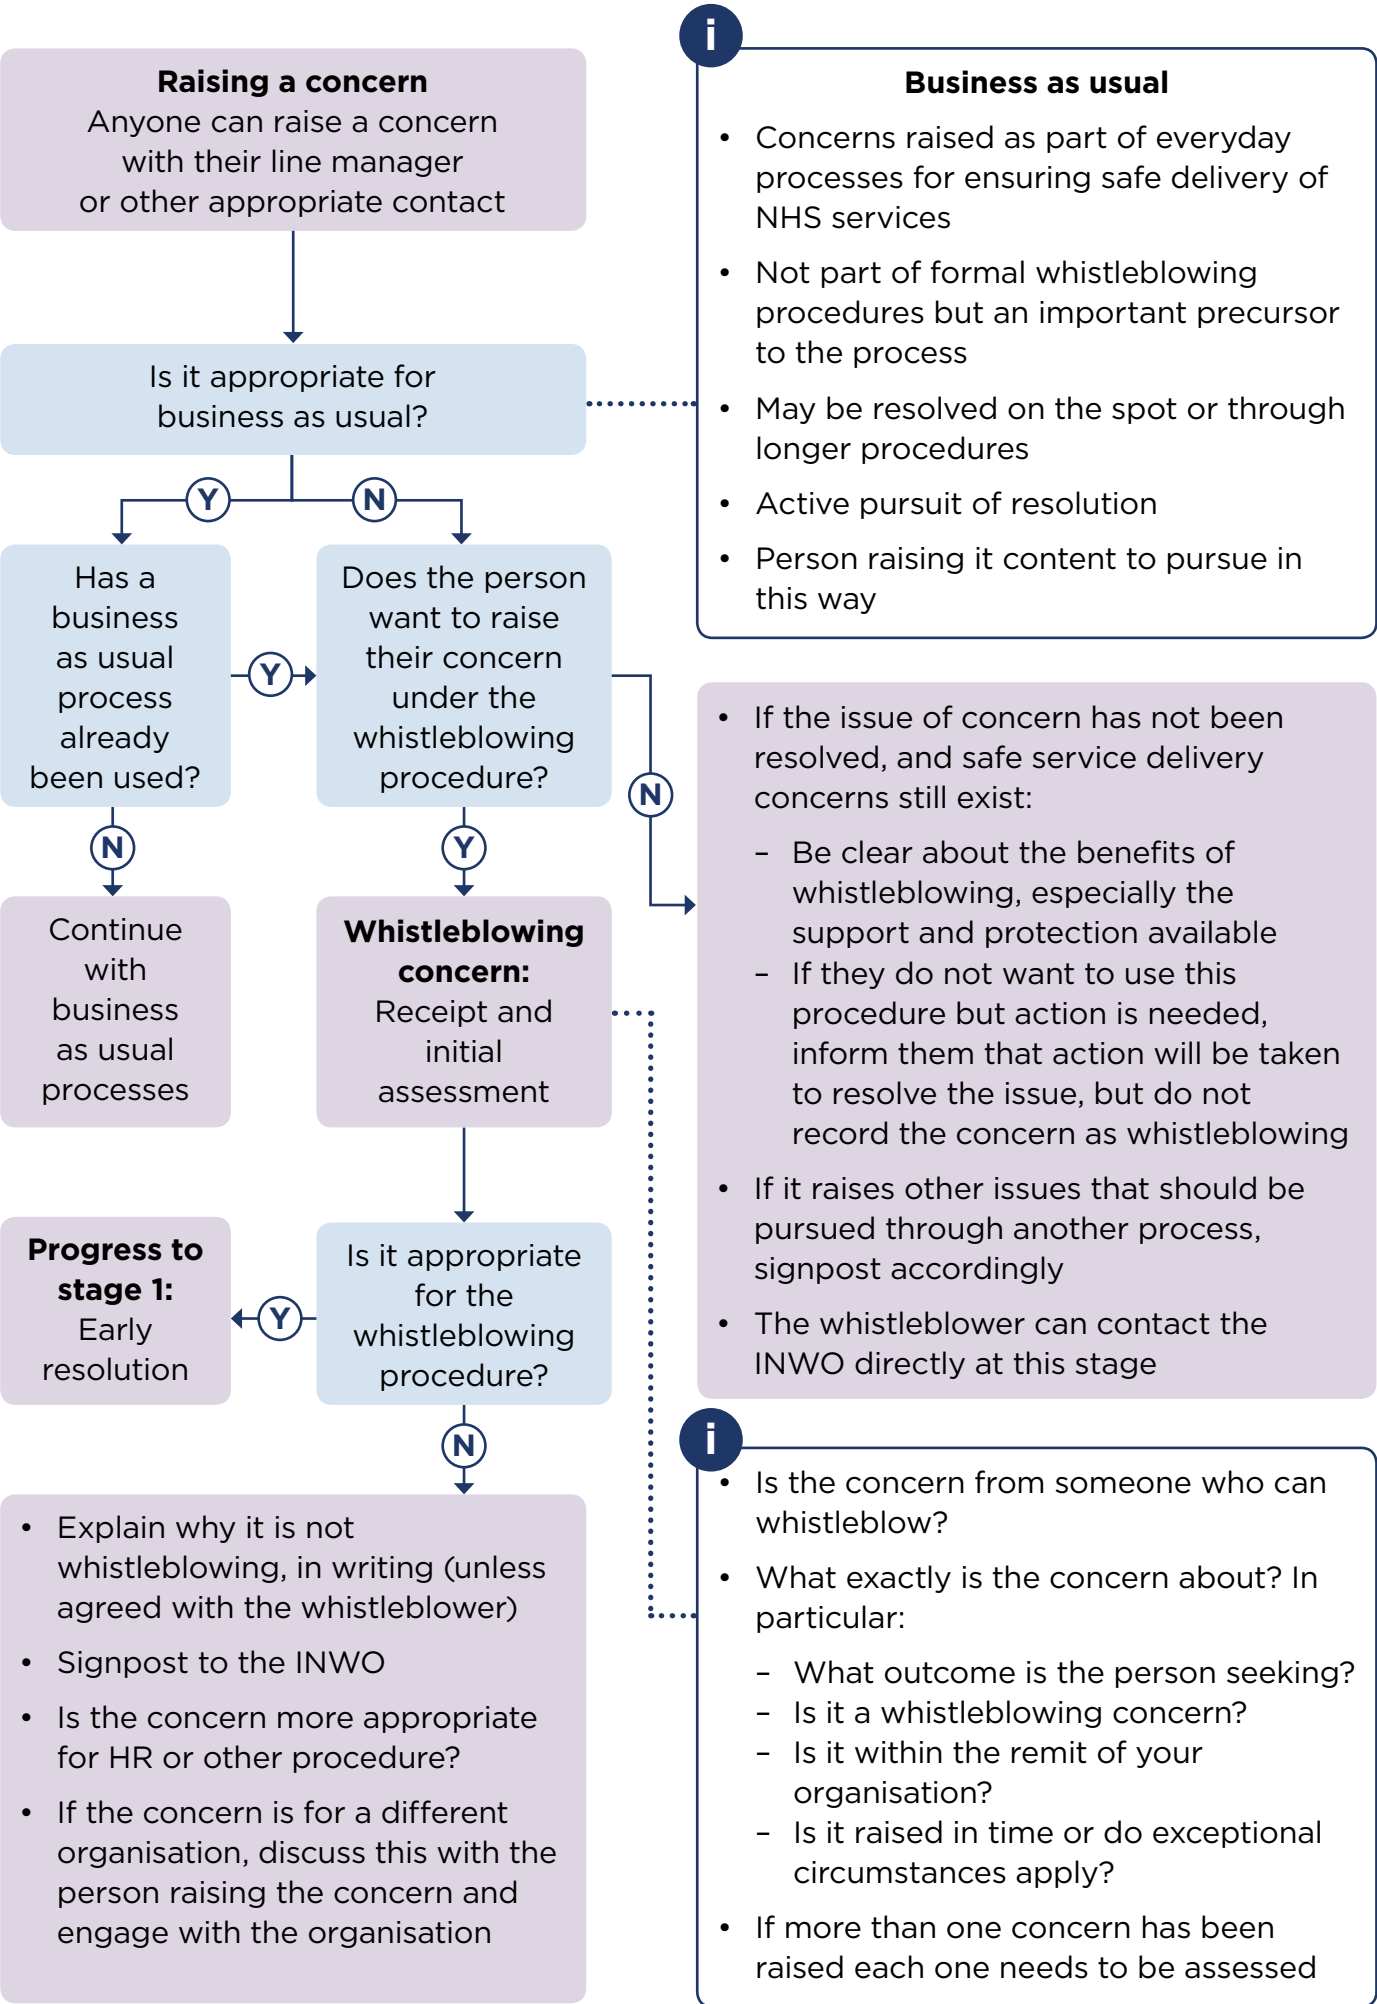 Raising a concern
Anyone can raise a concern
with their line manager
or other appropriate contact
i
Business as usual
• Concerns raised as part of everyday
processes for ensuring safe delivery of
NHS services
• Not part of formal whistleblowing
procedures but an important precursor
to the process
• May be resolved on the spot or through
longer procedures
• Active pursuit of resolution
• Person raising it content to pursue in
this way
Is it appropriate for
business as usual?
Y
N
Has a
business
as usual
process
already
been used?
Y
Does the person
want to raise
their concern
under the
whistleblowing
procedure?
N
N
Y
• If the issue of concern has not been
resolved, and safe service delivery
concerns still exist:
– Be clear about the benefits of
whistleblowing, especially the
support and protection available
– If they do not want to use this
procedure but action is needed,
inform them that action will be taken
to resolve the issue, but do not
record the concern as whistleblowing
• If it raises other issues that should be
pursued through another process,
signpost accordingly
• The whistleblower can contact the
INWO directly at this stage
Continue
with
business
as usual
processes
Whistleblowing
concern:
Receipt and
initial
assessment
Progress to
stage 1:
Early
resolution
Y
Is it appropriate
for the
whistleblowing
procedure?
N
• Explain why it is not
whistleblowing, in writing (unless
agreed with the whistleblower)
• Signpost to the INWO
• Is the concern more appropriate
for HR or other procedure?
• If the concern is for a different
organisation, discuss this with the
person raising the concern and
engage with the organisation
i
• Is the concern from someone who can
whistleblow?
• What exactly is the concern about? In
particular:
– What outcome is the person seeking?
– Is it a whistleblowing concern?
– Is it within the remit of your
organisation?
– Is it raised in time or do exceptional
circumstances apply?
• If more than one concern has been
raised each one needs to be assessed